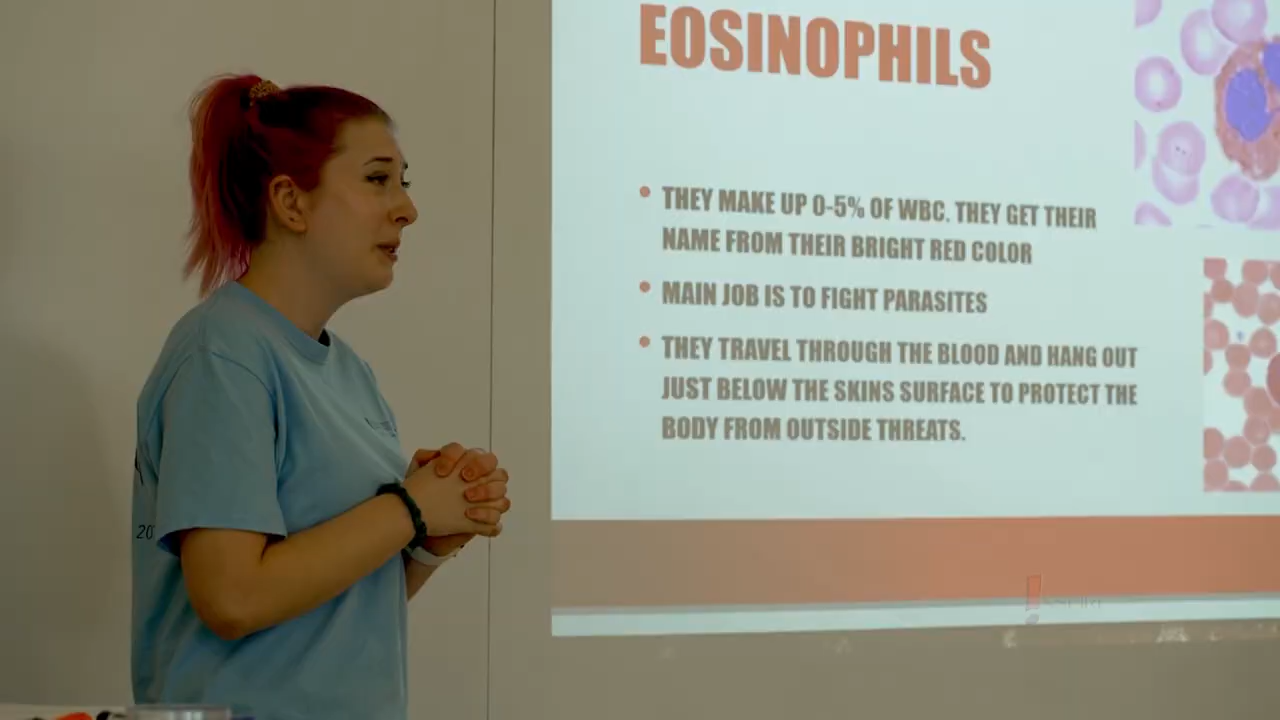 EOSINOPHILS
• THEY MAKE UP 0-5% OF WBC. THEY GET THEIR
NAME FROM THEIR BRIGHT RED COLOR
• MAIN JOB IS TO FIGHT PARASITES
• THEY TRAVEL THROUGH THE BLOOD AND HANG OUT
JUST BELOW THE SKINS SURFACE TO PROTECT THE
BODY FROM OUTSIDE THREATS.
20